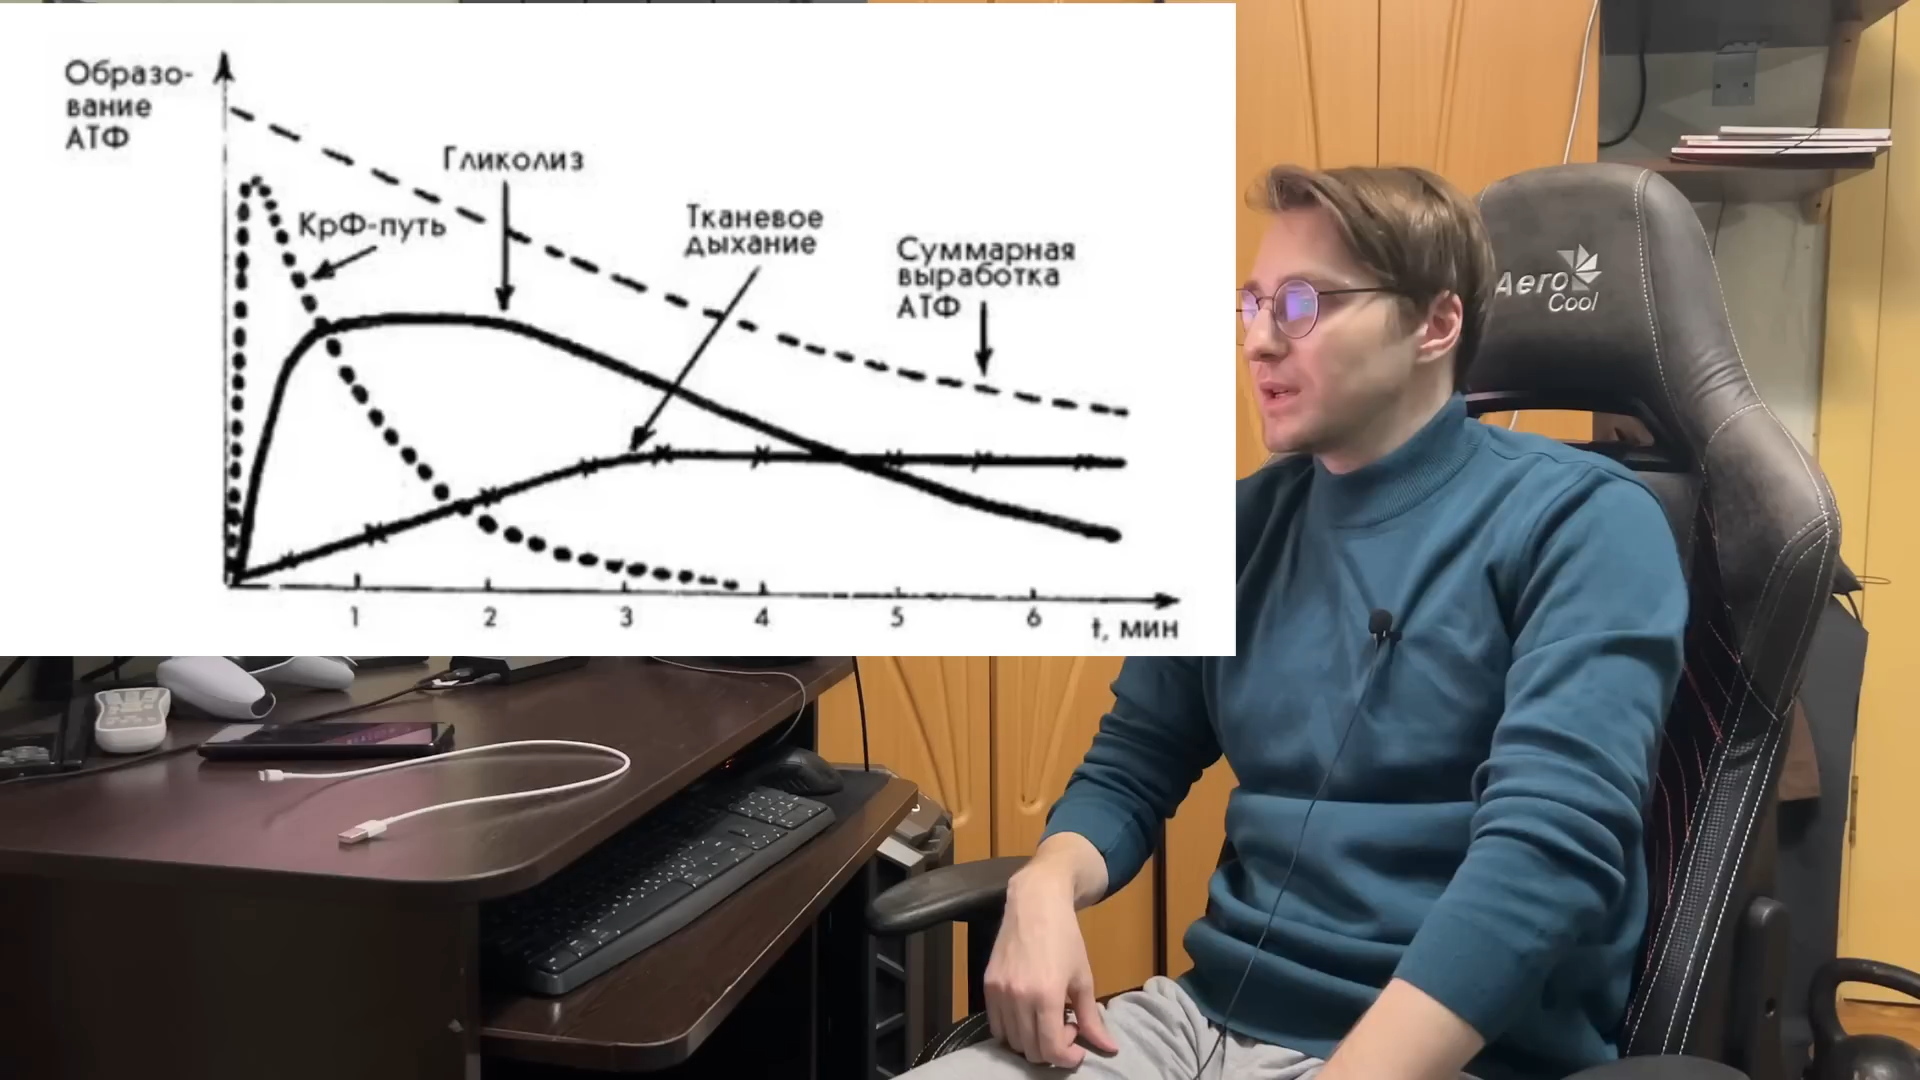 Образо-
вание
АТФ
Гликолиз
КрФ-путь
Тканевое
дыхание
Суммарная
выработка
АТФ
1
2
3
4
5
6
t, мин
Aero
Cool